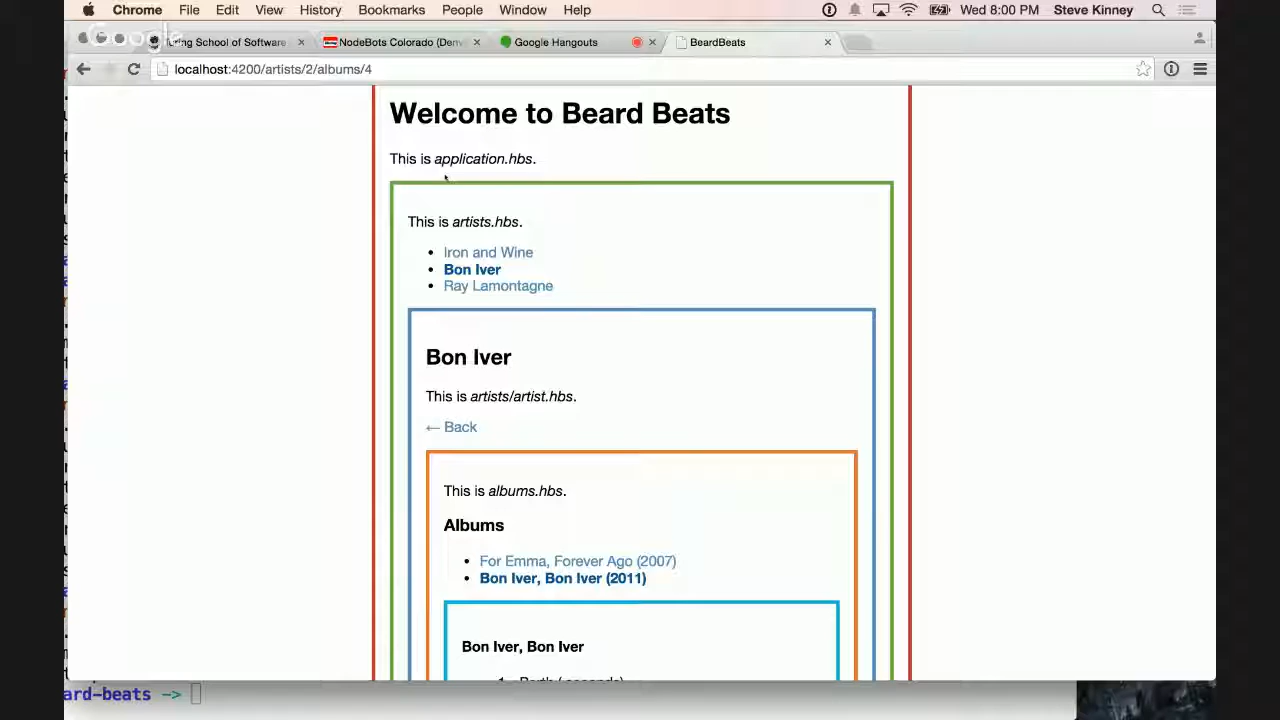 Chrome File Edit View History Bookmarks People Window Help Wed 8:00 PM Steve Kinney
Google
School of Software NodeBots Colorado (Den Google Hangouts BeardBeats
localhost:4200/artists/2/albums/4
Welcome to Beard Beats
This is application.hbs.
This is artists.hbs.
Iron and Wine
Bon Iver
Ray Lamontagne
Bon Iver
This is artists/artist.hbs.
← Back
This is albums.hbs.
Albums
For Emma, Forever Ago (2007)
Bon Iver, Bon Iver (2011)
Bon Iver, Bon Iver
ard-beats ->